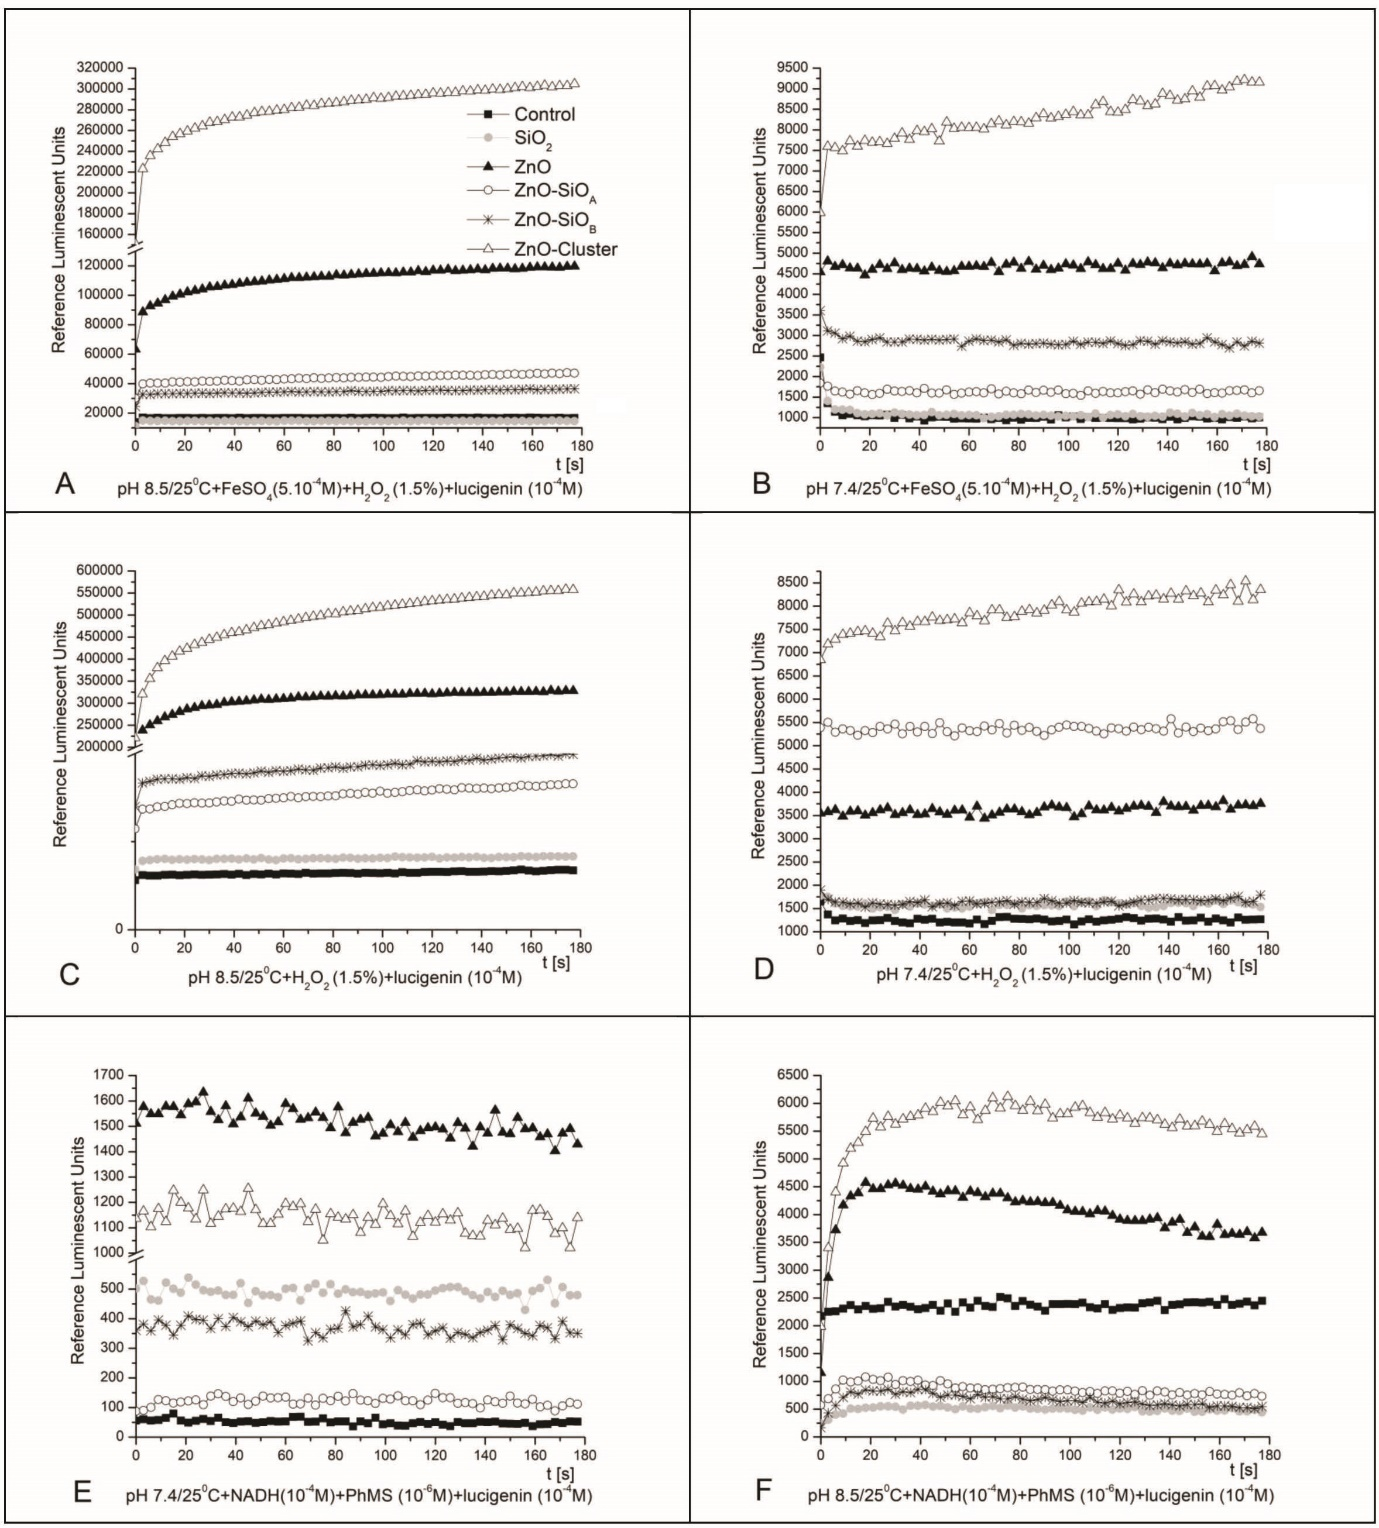 Reference Luminescent Units
320000
300000
280000
260000
240000
220000
200000
180000
160000
120000
100000
80000
60000
40000
20000
Control
SiO₂
ZnO
ZnO-SiO_A
ZnO-SiO_B
ZnO-Cluster
0 20 40 60 80 100 120 140 160 180
t [s]
A pH 8.5/25⁰C+FeSO₄(5.10⁻⁴M)+H₂O₂ (1.5%)+lucigenin (10⁻⁴M)
Reference Luminescent Units
9500
9000
8500
8000
7500
7000
6500
6000
5500
5000
4500
4000
3500
3000
2500
2000
1500
1000
0 20 40 60 80 100 120 140 160 180
t [s]
B pH 7.4/25⁰C+FeSO₄(5.10⁻⁴M)+H₂O₂ (1.5%)+lucigenin (10⁻⁴M)
Reference Luminescent Units
600000
550000
500000
450000
400000
350000
300000
250000
200000
0
0 20 40 60 80 100 120 140 160 180
t [s]
C pH 8.5/25⁰C+H₂O₂ (1.5%)+lucigenin (10⁻⁴M)
Reference Luminescent Units
8500
8000
7500
7000
6500
6000
5500
5000
4500
4000
3500
3000
2500
2000
1500
1000
0 20 40 60 80 100 120 140 160 180
t [s]
D pH 7.4/25⁰C+H₂O₂ (1.5%)+lucigenin (10⁻⁴M)
Reference Luminescent Units
1700
1600
1500
1400
1300
1200
1100
1000
500
400
300
200
100
0
0 20 40 60 80 100 120 140 160 180
t [s]
E pH 7.4/25⁰C+NADH(10⁻⁴M)+PhMS (10⁻⁶M)+lucigenin (10⁻⁴M)
Reference Luminescent Units
6500
6000
5500
5000
4500
4000
3500
3000
2500
2000
1500
1000
500
0
0 20 40 60 80 100 120 140 160 180
t [s]
F pH 8.5/25⁰C+NADH(10⁻⁴M)+PhMS (10⁻⁶M)+lucigenin (10⁻⁴M)